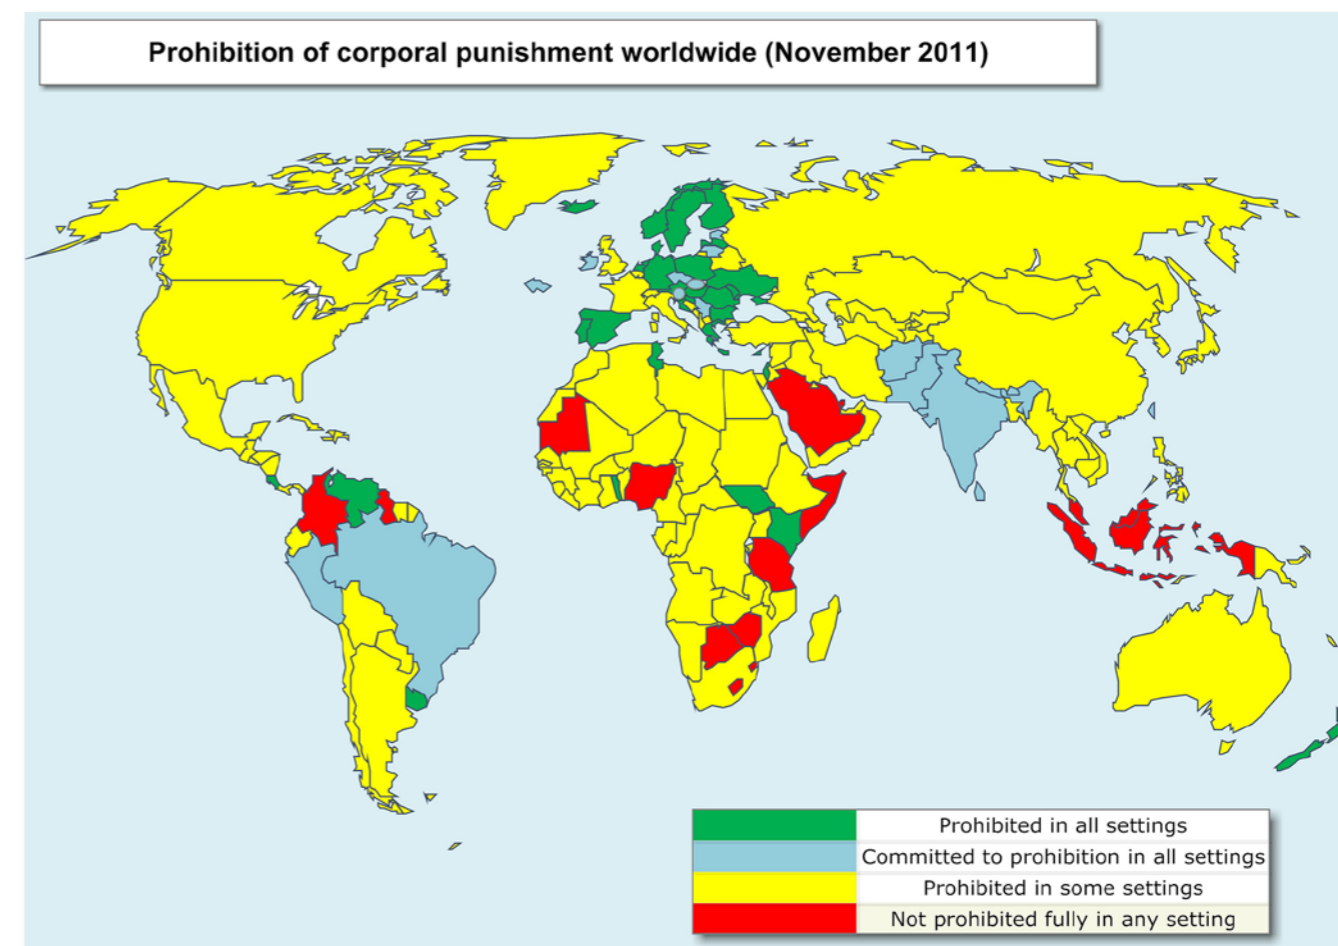 Prohibition of corporal punishment worldwide (November 2011)
Prohibited in all settings
Committed to prohibition in all settings
Prohibited in some settings
Not prohibited fully in any setting